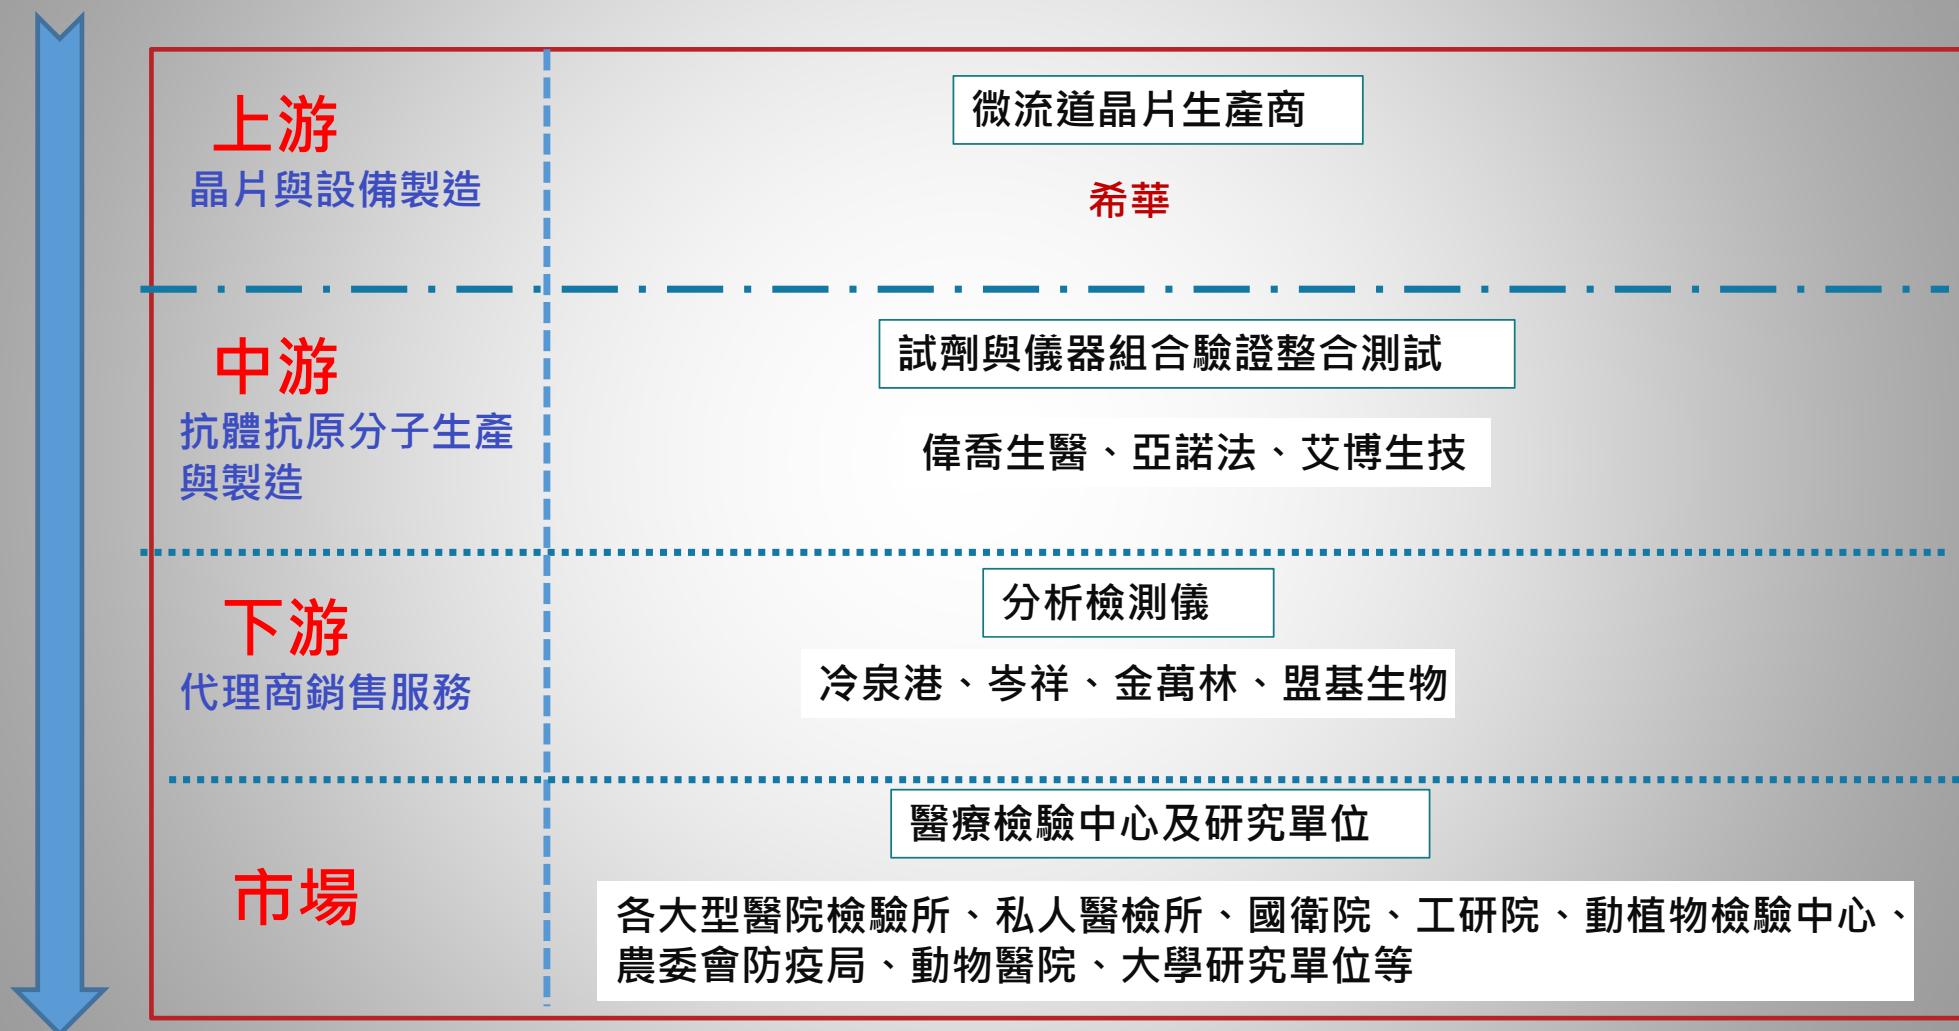 上游
晶片與設備製造
微流道晶片生產商
希華
中游
抗體抗原分子生產
與製造
試劑與儀器組合驗證整合測試
偉喬生醫、亞諾法、艾博生技
下游
代理商銷售服務
分析檢測儀
冷泉港、岑祥、金萬林、盟基生物
市場
醫療檢驗中心及研究單位
各大型醫院檢驗所、私人醫檢所、國衛院、工研院、動植物檢驗中心、
農委會防疫局、動物醫院、大學研究單位等